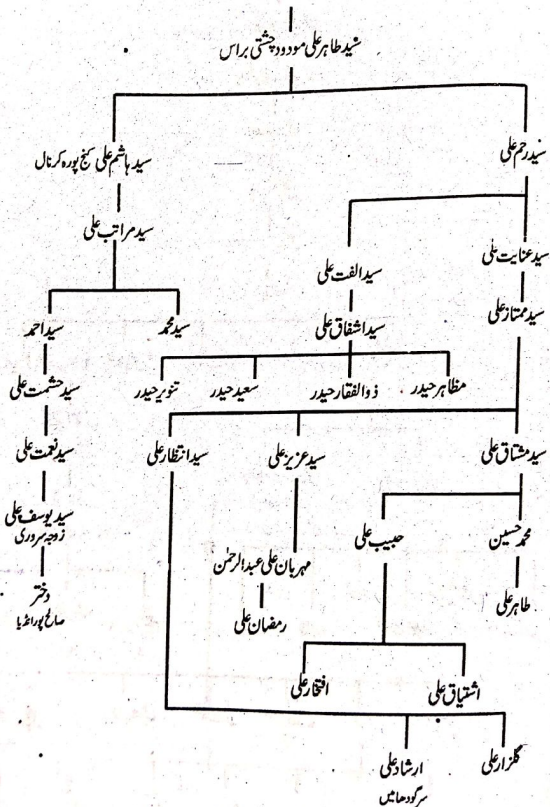 سید طاہر علی مودود چشتی براس
سید رحم علی
سید ہاشم علی کنج پورہ کرنال
سید عنایت علی
سید الفت علی
سید مراتب علی
سید ممتاز علی
سید اشفاق علی
سید محمد
سید احمد
مظاہر حیدر
ذوالفقار حیدر
سعید حیدر
تنویر حیدر
سید حشمت علی
سید مشتاق علی
سید عزیز علی
سید انتظار علی
سید نعمت علی
محمد حسین
حبیب علی
سید یوسف علی
زوجہ سروری
مہربان علی عبدالرحمٰن
طاہر علی
رمضان علی
دختر
صالح پور انڈیا
اشتیاق علی
افتخار علی
گلزار علی
ارشاد علی
سرگودھا میں